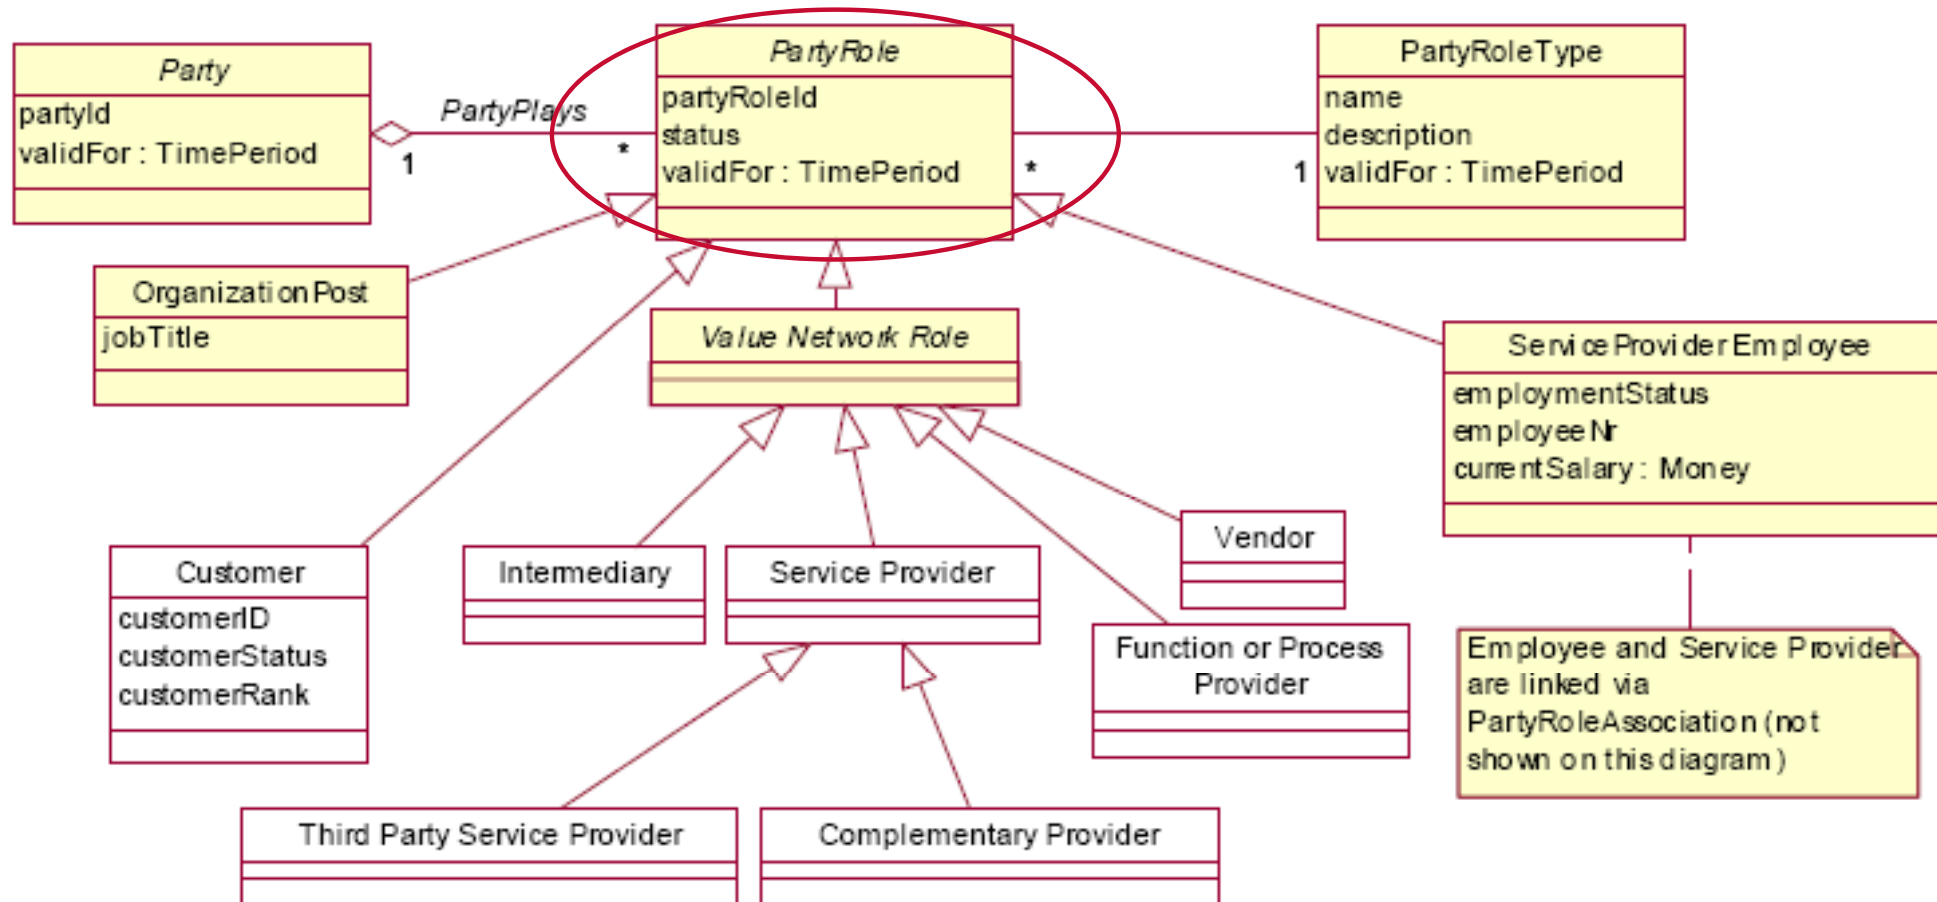 Party
partyId
validFor : TimePeriod
PartyPlays
1
*
PartyRole
partyRoleId
status
validFor : TimePeriod
*
1
PartyRoleType
name
description
validFor : TimePeriod
OrganizationPost
jobTitle
Value Network Role
ServiceProviderEmployee
employmentStatus
employeeNr
currentSalary : Money
Customer
customerID
customerStatus
customerRank
Intermediary
Service Provider
Vendor
Function or Process
Provider
Employee and Service Provider
are linked via
PartyRoleAssociation (not
shown on this diagram)
Third Party Service Provider
Complementary Provider